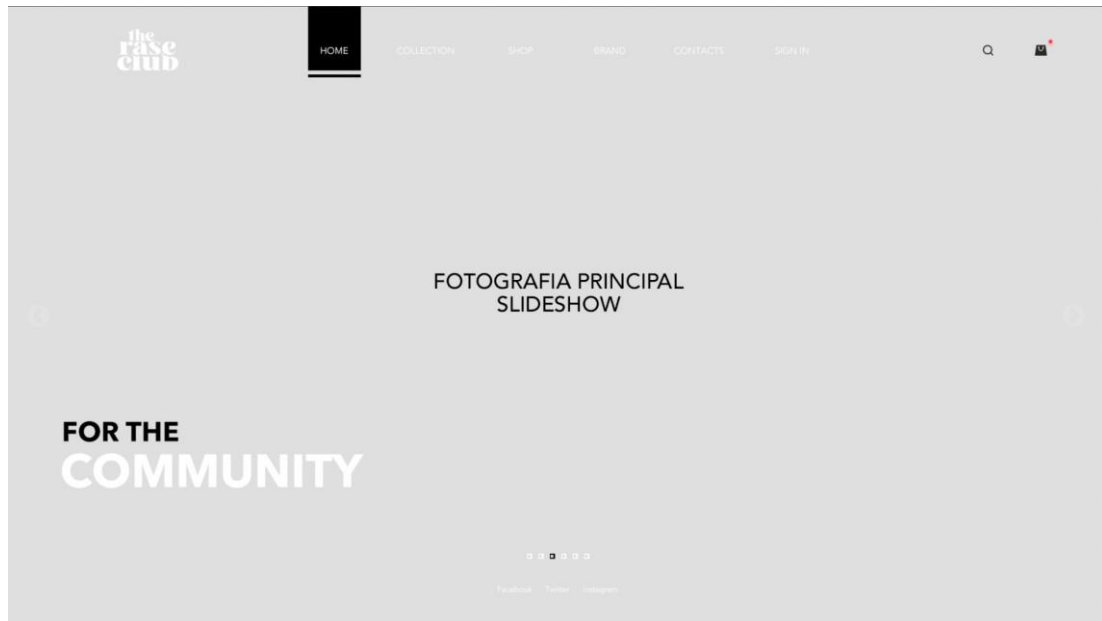 the
rase
club
HOME COLLECTION SHOP BRAND CONTACTS SIGN IN
FOTOGRAFIA PRINCIPAL
SLIDESHOW
FOR THE
COMMUNITY
Facebook Twitter Instagram